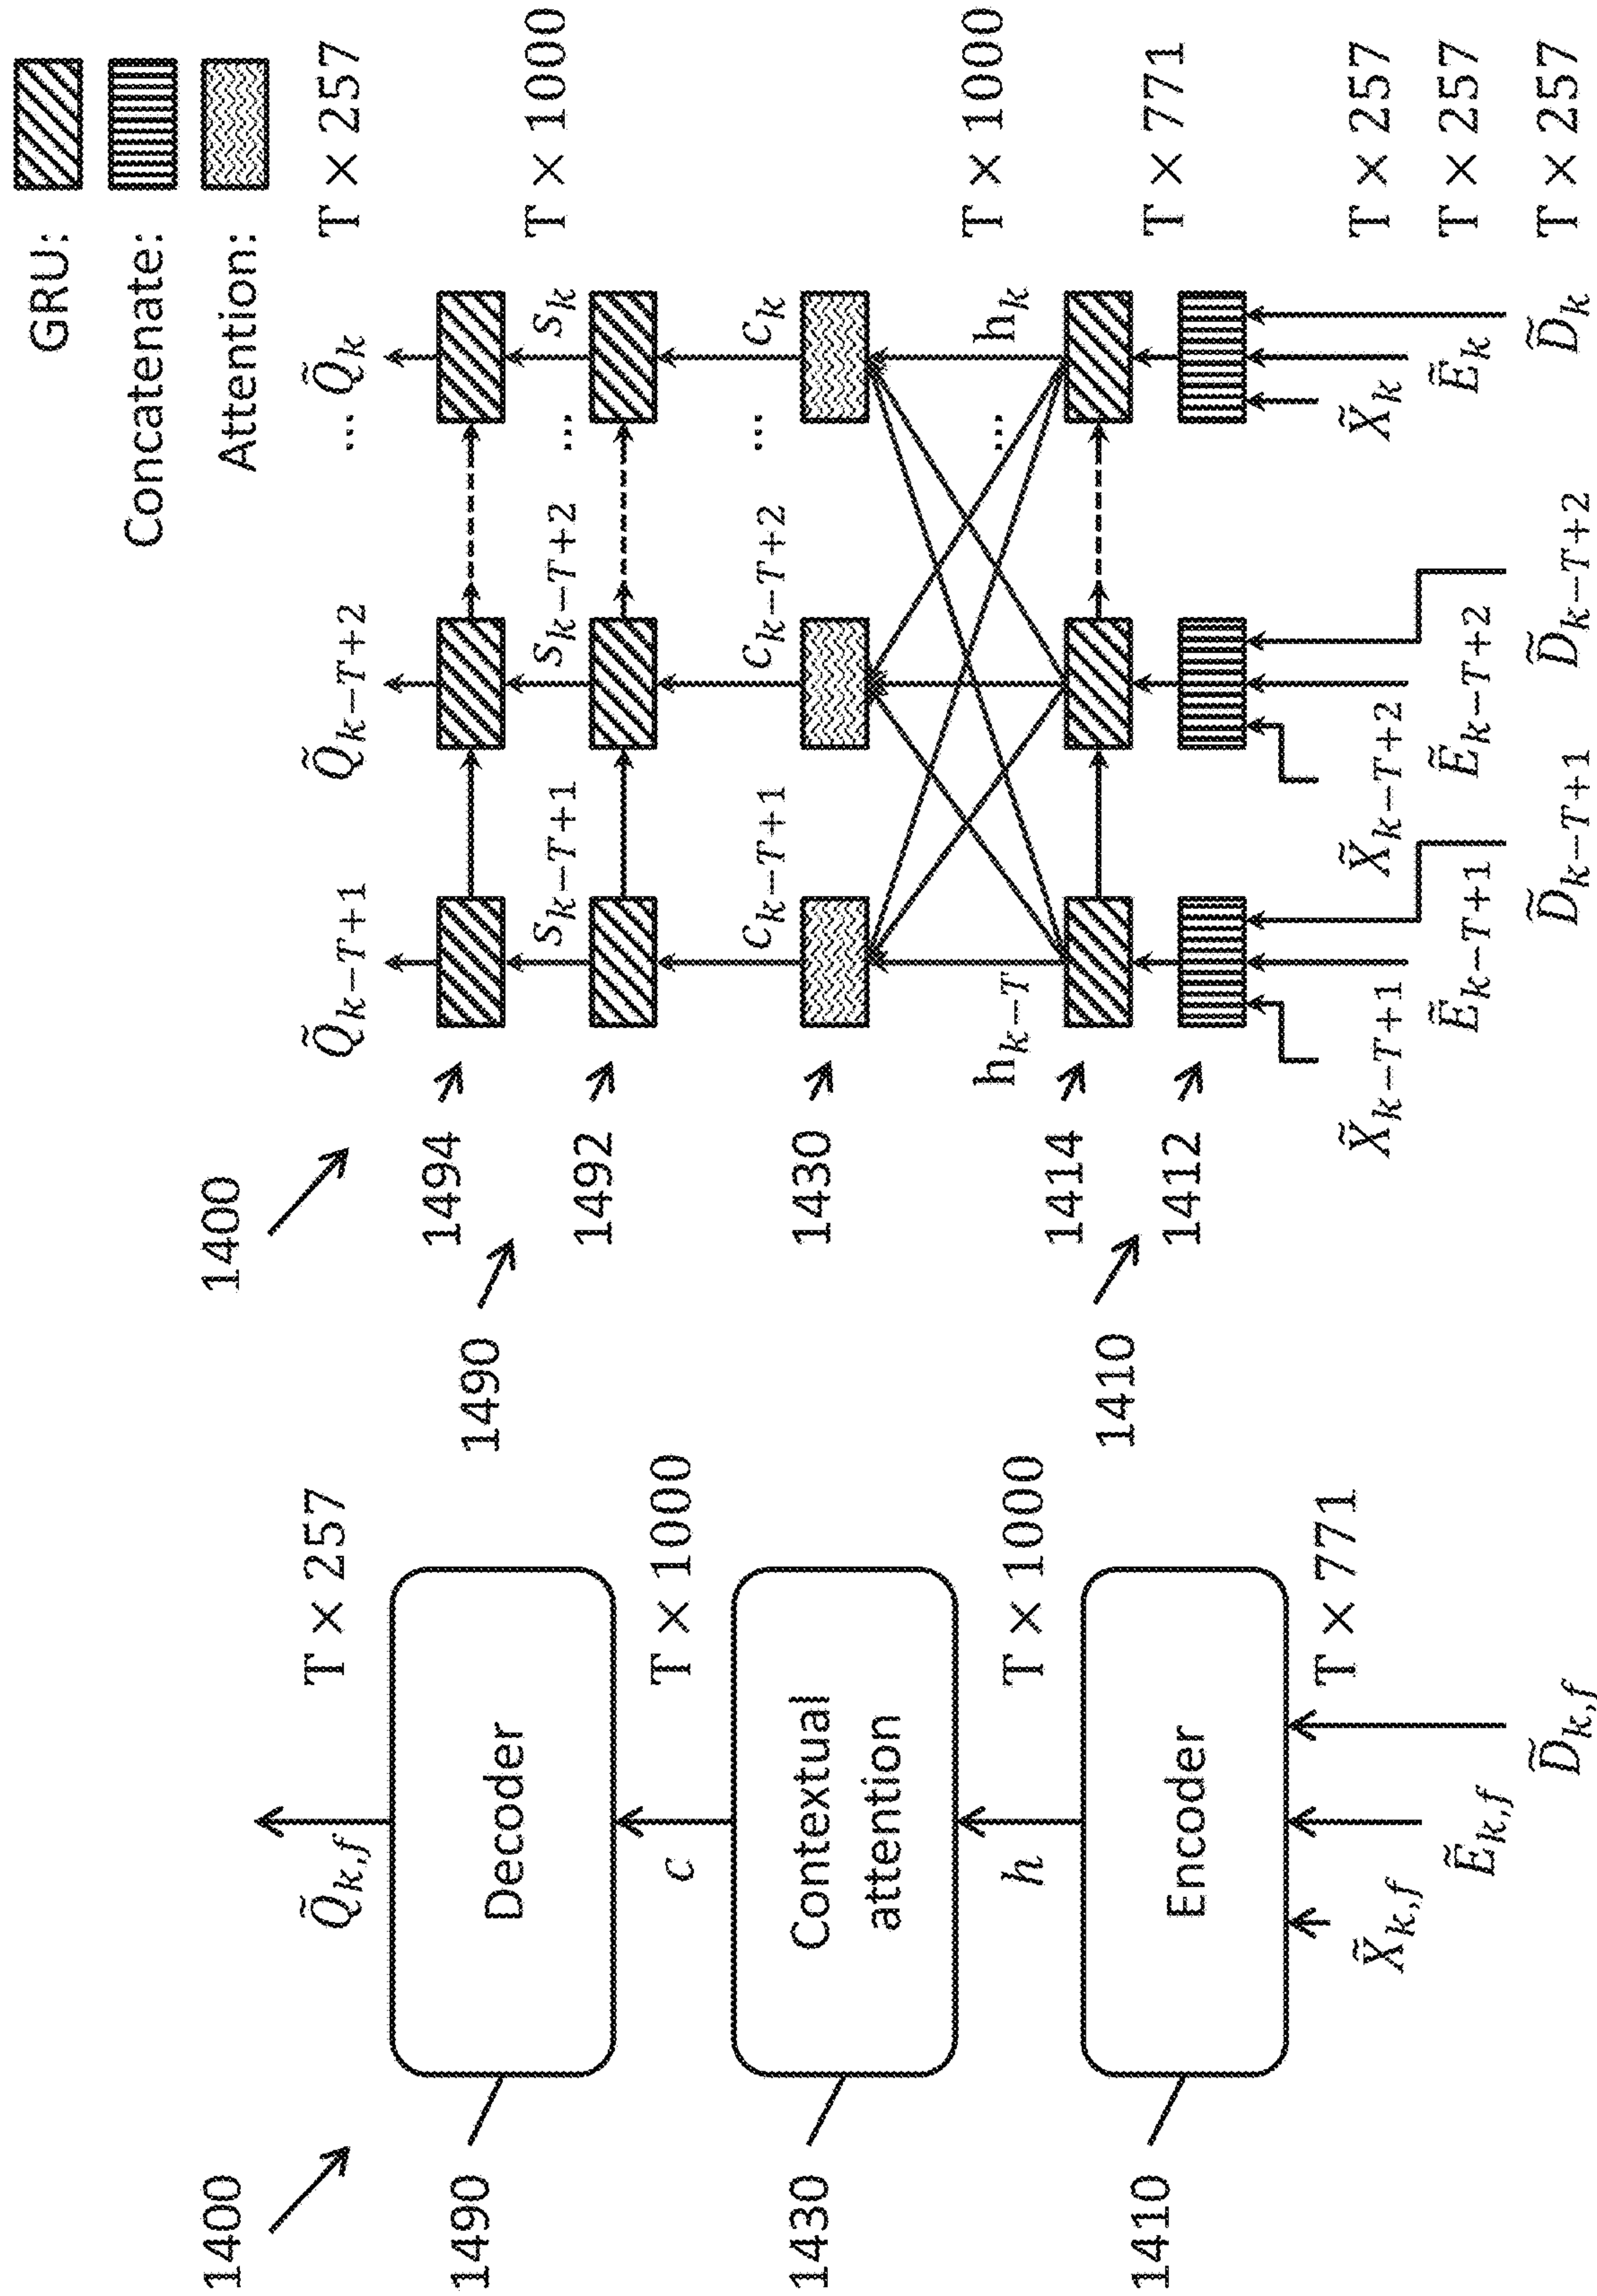 1400
Q̃k,f
T × 257
1490
Decoder
c
T × 1000
1430
Contextual
attention
h
T × 1000
1410
Encoder
T × 771
X̃k,f
Ẽk,f
D̃k,f
GRU:
Concatenate:
Attention:
1400
Q̃k−T+1 Q̃k−T+2 ... Q̃k T × 257
1494
1490
sk−T+1 sk−T+2 ... sk T × 1000
1492
ck−T+1 ck−T+2 ... ck
1430
hk−T ... hk T × 1000
1414
1410
T × 771
1412
X̃k−T+1 X̃k−T+2 X̃k T × 257
Ẽk−T+1 Ẽk−T+2 Ẽk T × 257
D̃k−T+1 D̃k−T+2 D̃k T × 257